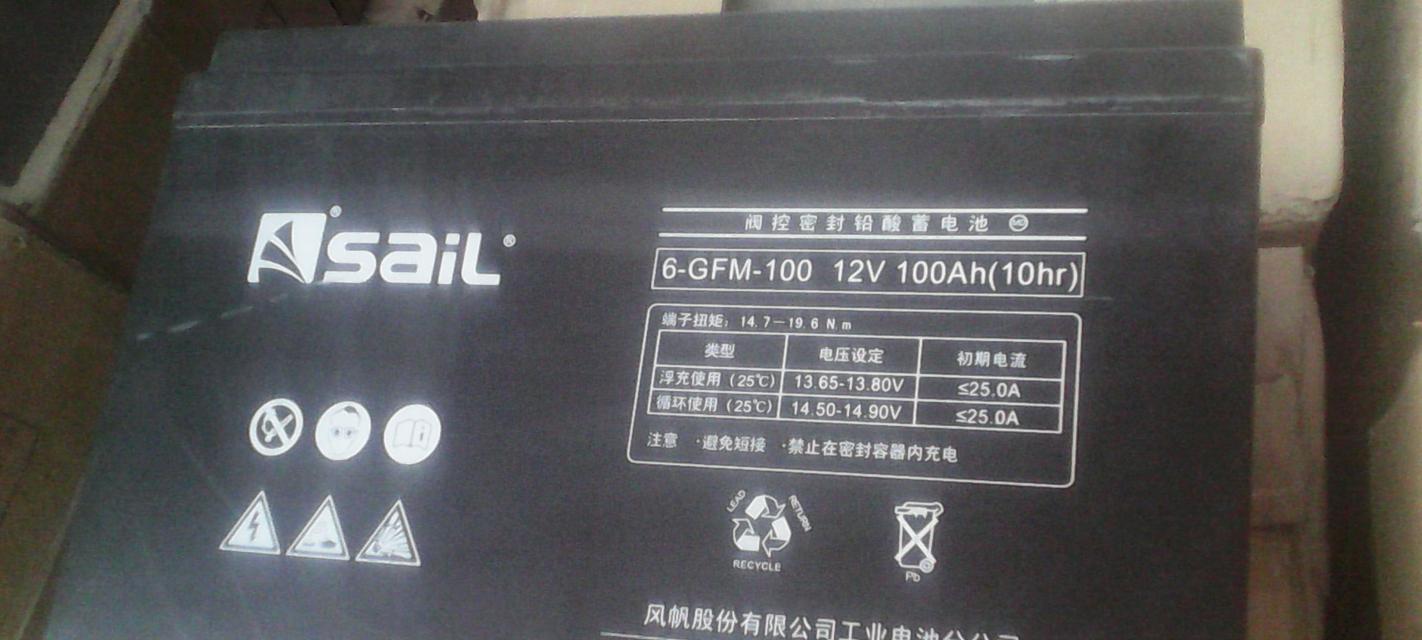 sail®
阀控密封铅酸蓄电池
6-GFM-100 12V 100Ah(10hr)
端子扭矩：14.7—19.6 N.m
类型 电压设定 初期电流
浮充使用（25℃） 13.65-13.80V ≤25.0A
循环使用（25℃） 14.50-14.90V ≤25.0A
注意 ·避免短接 ·禁止在密封容器内充电
LEAD RETURN
RECYCLE
Pb
风帆股份有限公司工业电池分公司